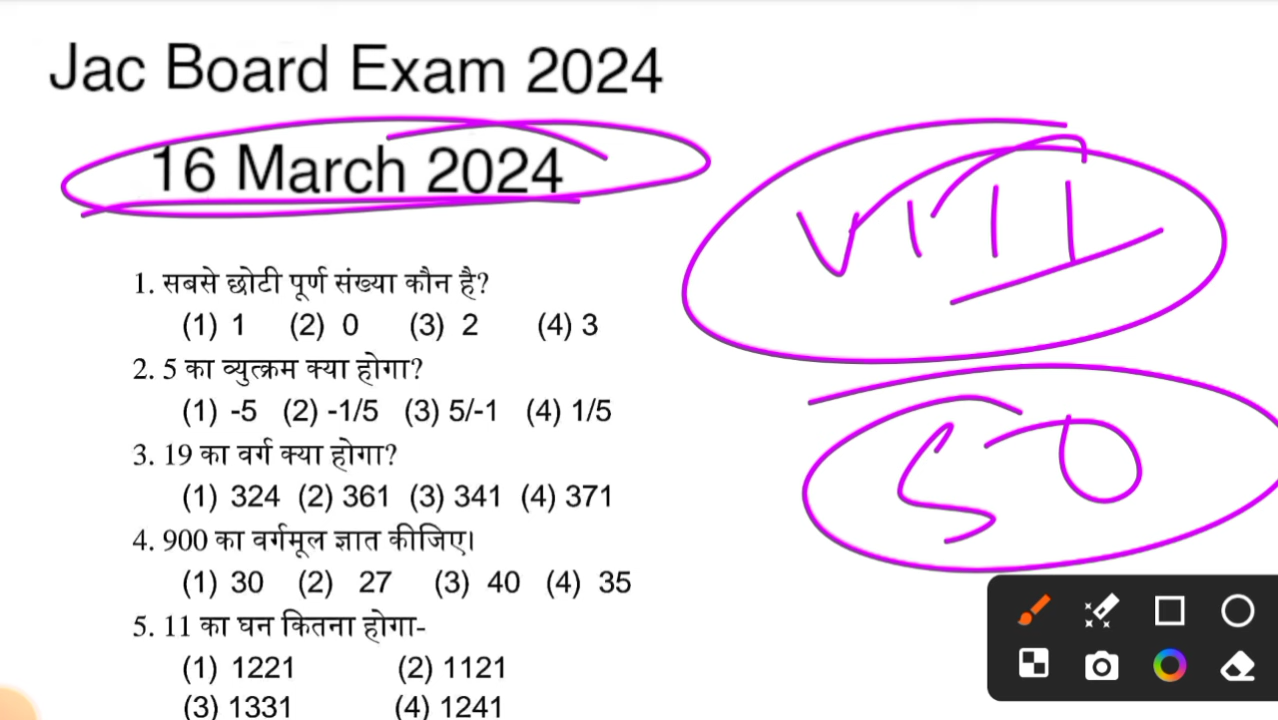 Jac Board Exam 2024
16 March 2024
VIII
50
1. सबसे छोटी पूर्ण संख्या कौन है?
(1) 1 (2) 0 (3) 2 (4) 3
2. 5 का व्युत्क्रम क्या होगा?
(1) -5 (2) -1/5 (3) 5/-1 (4) 1/5
3. 19 का वर्ग क्या होगा?
(1) 324 (2) 361 (3) 341 (4) 371
4. 900 का वर्गमूल ज्ञात कीजिए।
(1) 30 (2) 27 (3) 40 (4) 35
5. 11 का घन कितना होगा-
(1) 1221 (2) 1121
(3) 1331 (4) 1241